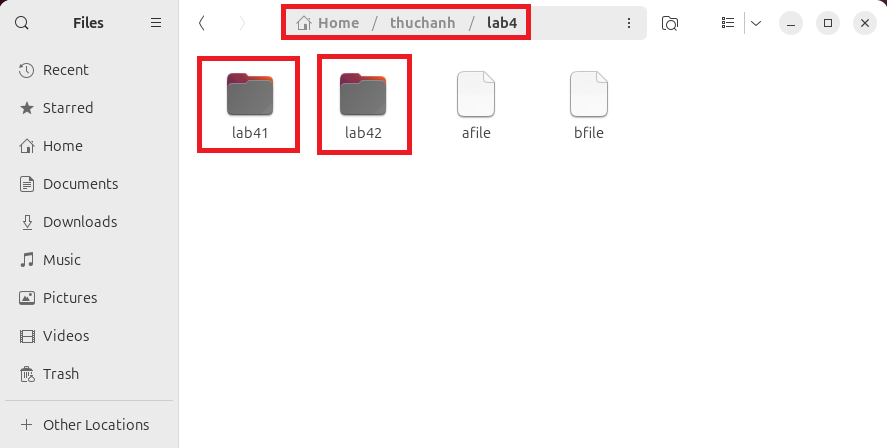 Files
Home / thuchanh / lab4
Recent
Starred
Home
Documents
Downloads
Music
Pictures
Videos
Trash
+ Other Locations
lab41
lab42
afile
bfile